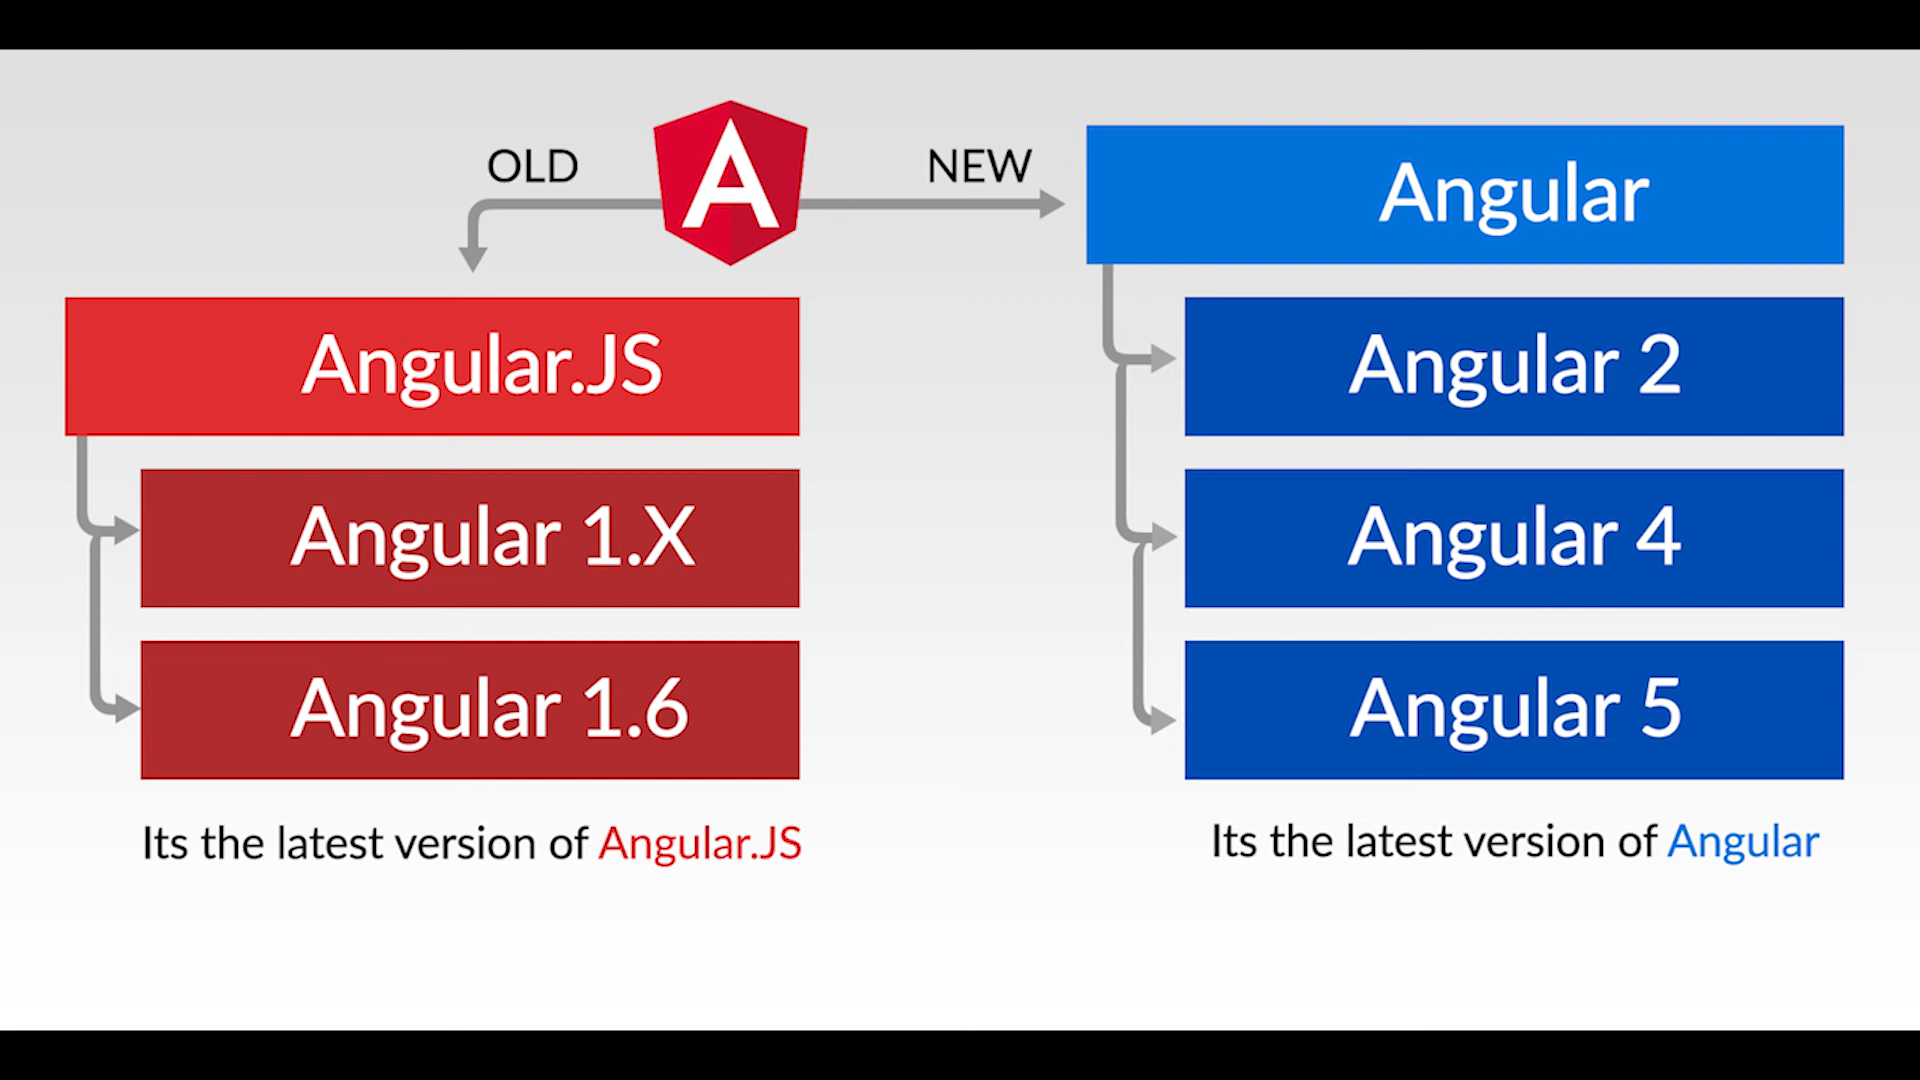 OLD
A
NEW
Angular
Angular.JS
Angular 2
Angular 1.X
Angular 4
Angular 1.6
Angular 5
Its the latest version of Angular.JS
Its the latest version of Angular